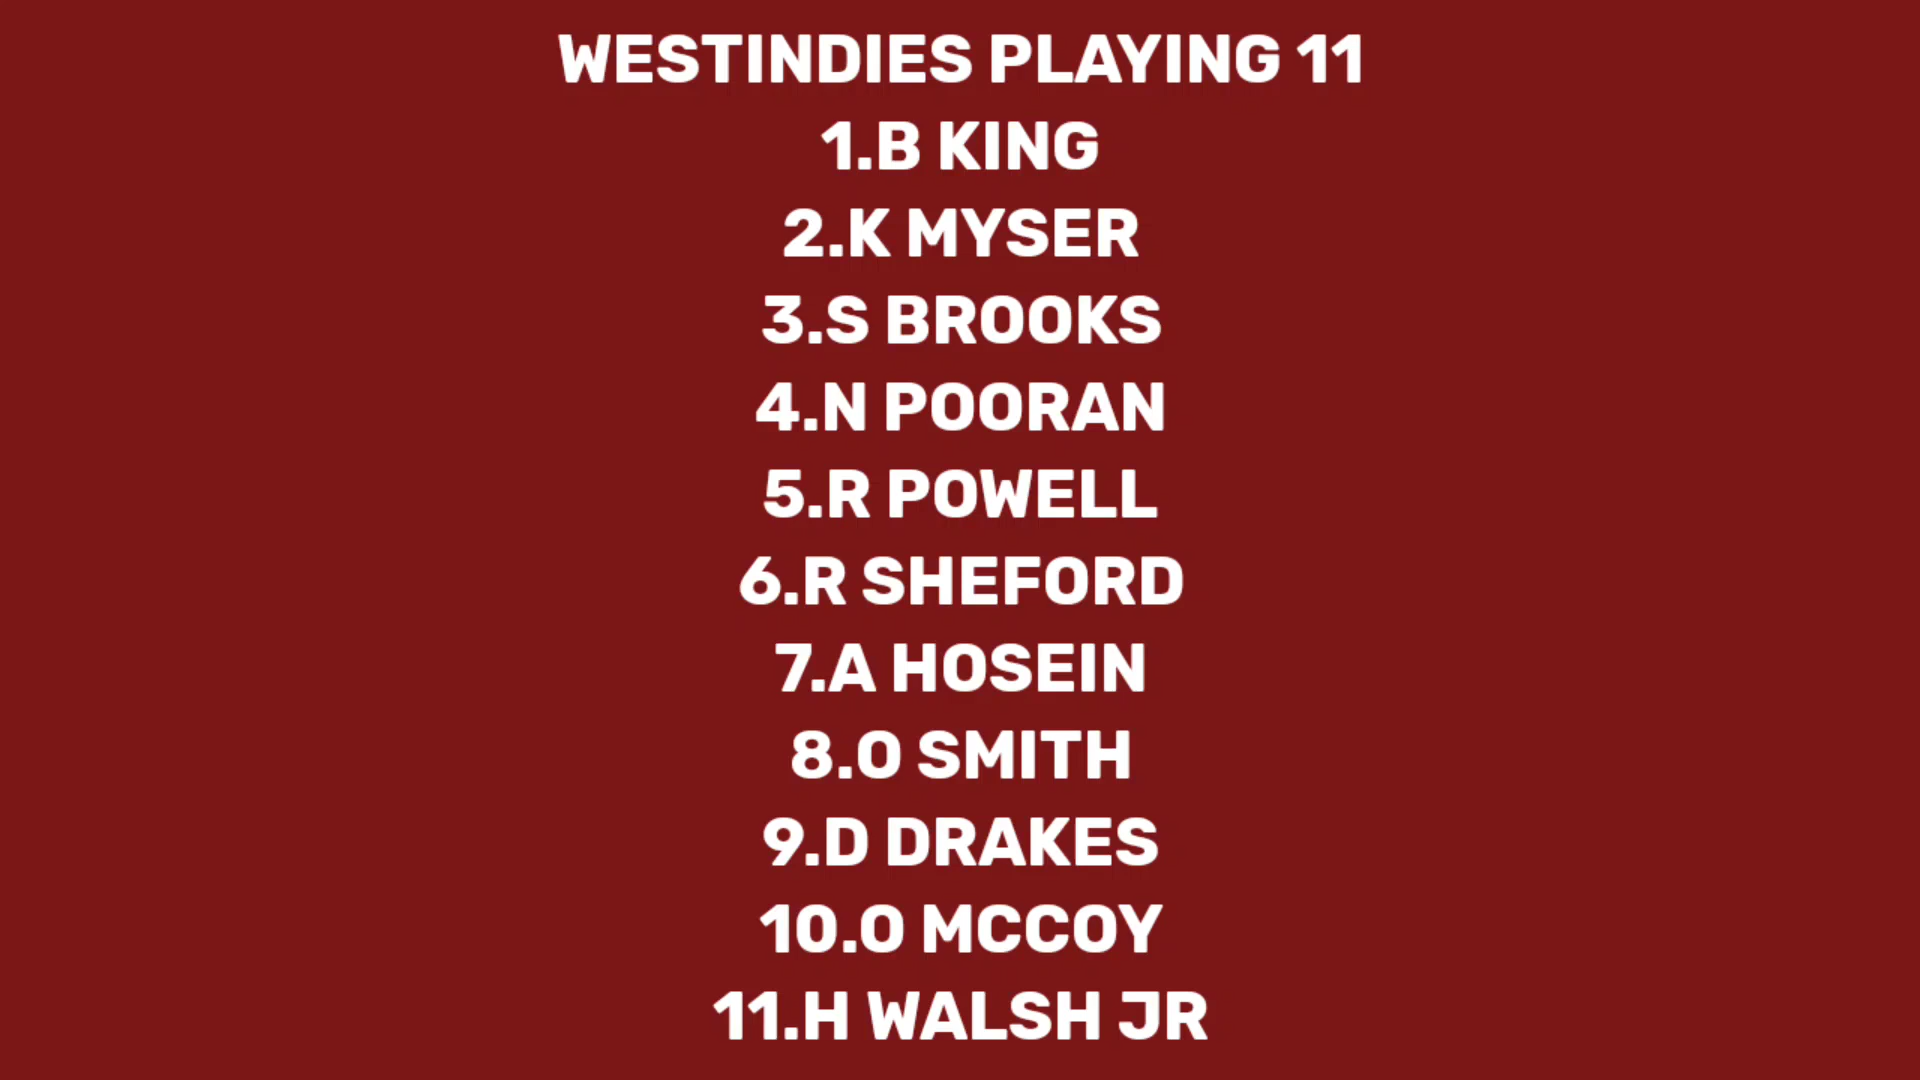 WESTINDIES PLAYING 11
1.B KING
2.K MYSER
3.S BROOKS
4.N POORAN
5.R POWELL
6.R SHEFORD
7.A HOSEIN
8.O SMITH
9.D DRAKES
10.O MCCOY
11.H WALSH JR